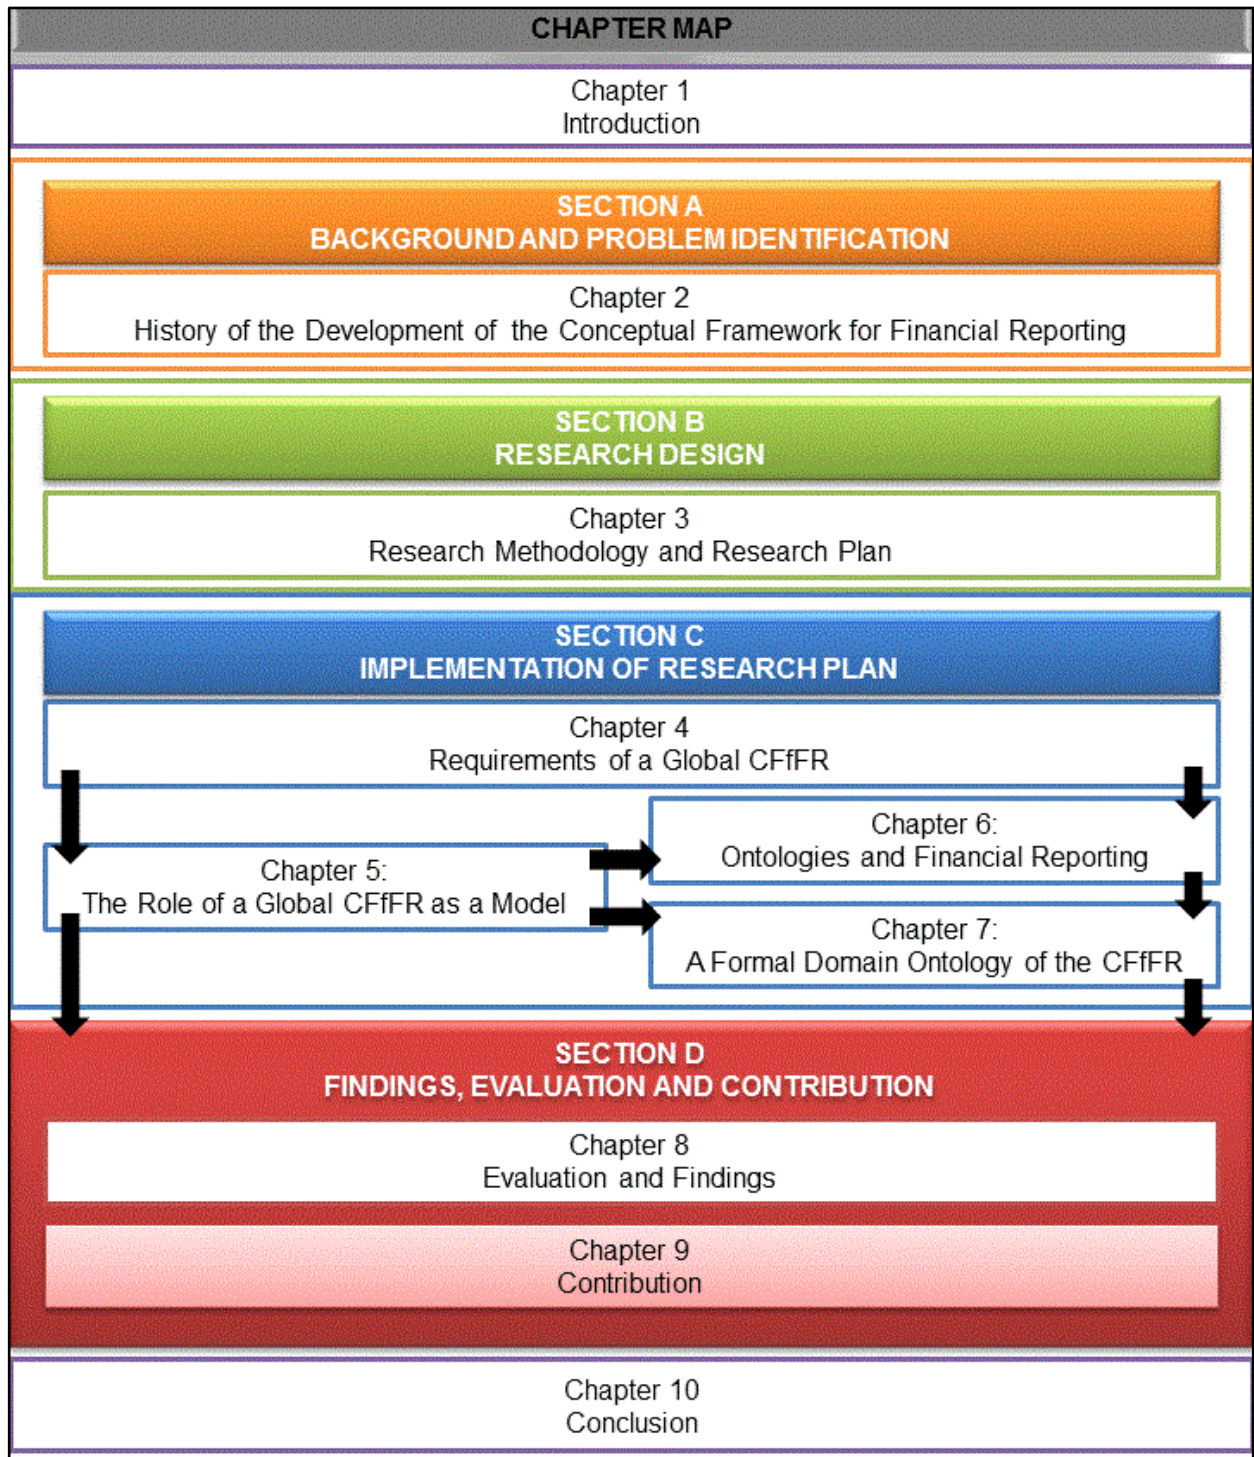 CHAPTER MAP
Chapter 1
Introduction
SECTION A
BACKGROUND AND PROBLEM IDENTIFICATION
Chapter 2
History of the Development of the Conceptual Framework for Financial Reporting
SECTION B
RESEARCH DESIGN
Chapter 3
Research Methodology and Research Plan
SECTION C
IMPLEMENTATION OF RESEARCH PLAN
Chapter 4
Requirements of a Global CFfFR
Chapter 5:
The Role of a Global CFfFR as a Model
Chapter 6:
Ontologies and Financial Reporting
Chapter 7:
A Formal Domain Ontology of the CFfFR
SECTION D
FINDINGS, EVALUATION AND CONTRIBUTION
Chapter 8
Evaluation and Findings
Chapter 9
Contribution
Chapter 10
Conclusion